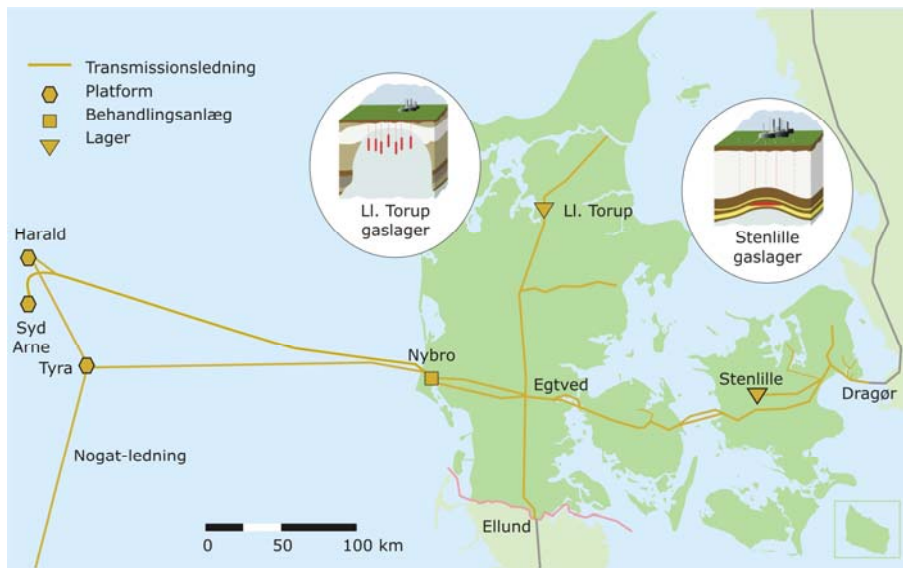 Transmissionsledning
Platform
Behandlingsanlæg
Lager
Ll. Torup
gaslager
Ll. Torup
Stenlille
gaslager
Harald
Syd
Arne
Tyra
Nybro
Egtved
Stenlille
Dragør
Nogat-ledning
Ellund
0 50 100 km